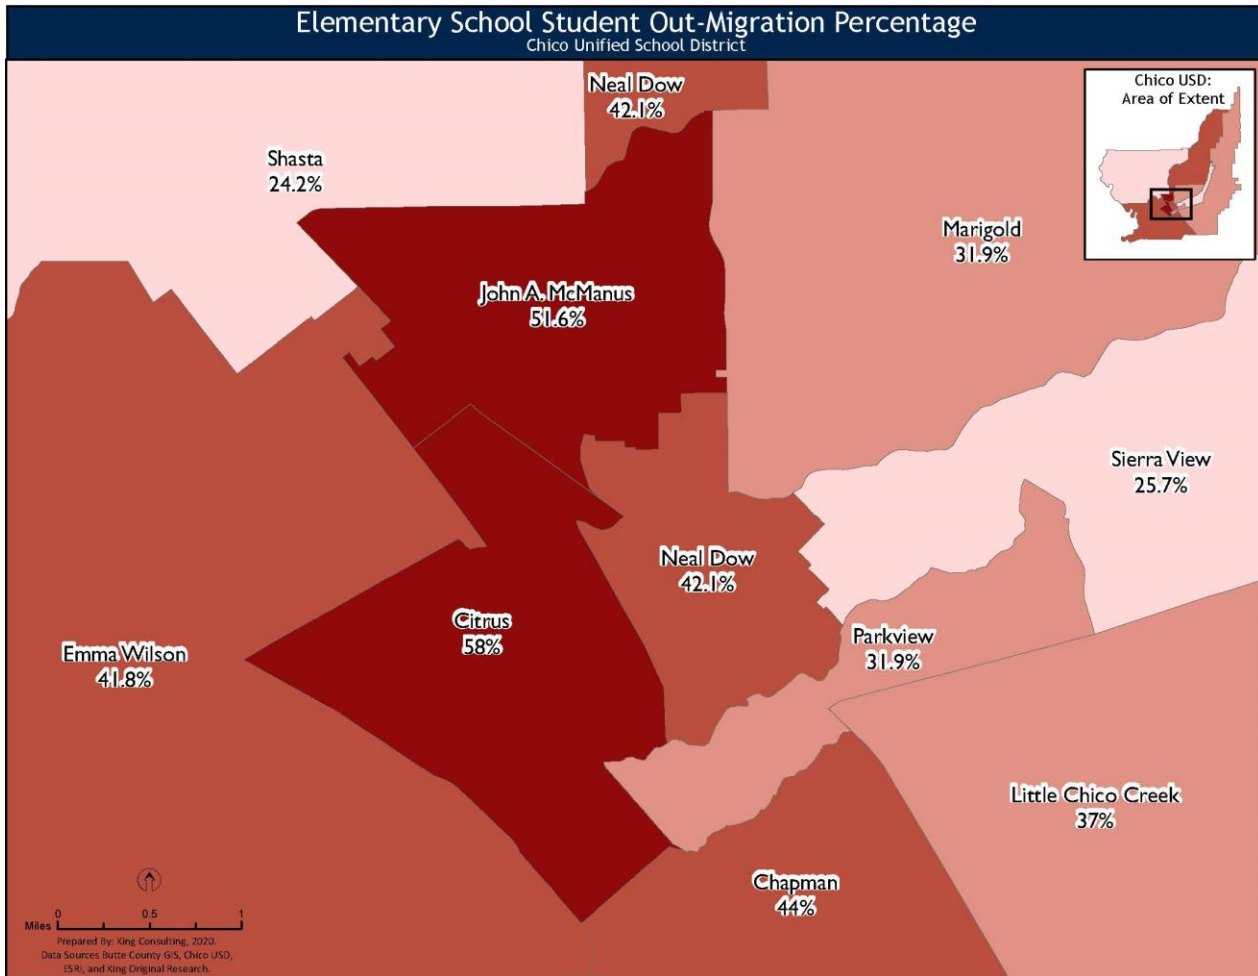 Elementary School Student Out-Migration Percentage
Chico Unified School District
Neal Dow
42.1%
Chico USD:
Area of Extent
Shasta
24.2%
Marigold
31.9%
John A. McManus
51.6%
Sierra View
25.7%
Neal Dow
42.1%
Citrus
58%
Parkview
31.9%
Emma Wilson
41.8%
Little Chico Creek
37%
Chapman
44%
Miles 0 0.5 1
Prepared By: King Consulting, 2020.
Data Sources Butte County GIS, Chico USD,
ESRI, and King Original Research.